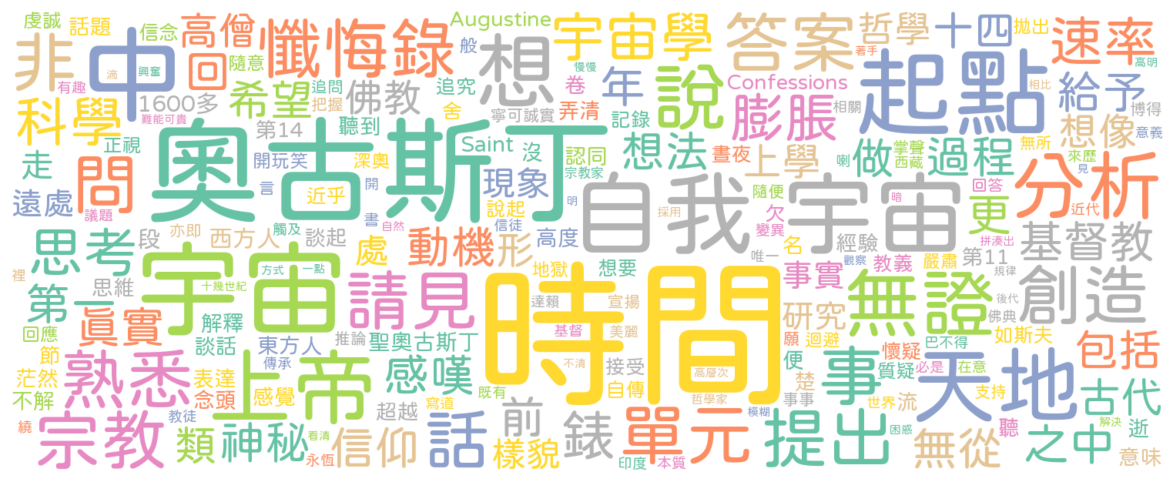 虔誠
話題
信念
高僧
懺悔錄
Augustine
宇宙學
答案
哲學
十四
拋出
速率
非
中
回
隨意
般
想
慢慢
著手
高明
有趣
興奮
滴
追問
追究
卷
年
說
Confessions
起點
相比
給予
1600多
難能可貴
希望
把握
佛教
舍
寧可誠實
弄清
膨脹
相關
博得
科學
正視
第14
聽到
記錄
想像
意義
走
問
奧古斯丁
開玩笑
深奧
Saint
沒
認同
宗教家
想法
晝夜
上學
做
掌聲
西藏
喇
過程
無所
來歷
見
遠處
議題
言
近乎
開
現象
明
自我
宇宙
隨便
暗
回答
分析
書
說起
信徒
採用
欠
變異
更
近代
思考
段
亦即
觸及
自然
西方人
談起
處
動機
形
高度
名
經驗
拼湊出
基督教
裡
宇宙
方式
一點
十幾世紀
請見
時間
地獄
想要
唯一
事實
觀察
教義
嚴肅
第11
規律
創造
第一
思維
達賴
宣揚
高層次
研究
無證
後代
佛典
回應
真實
解釋
談話
推論
聖奧古斯丁
基督
美麗
願
迴避
巴不得
如斯夫
節
東方人
感嘆
不清
接受
便
懷疑
必是
在意
天地
包括
茫然
熟悉
表達
傳承
上帝
既有
自傳
哲學家
楚
質疑
不解
念頭
感覺
超越
寫道
前
錶
單元
模糊
事事
事
世界
流
支持
古代
宗教
教徒
類
神秘
看清
信仰
話
樣貌
提出
困惑
無從
聽
解決
之中
逝
繞
永恆
印度
本質
意味